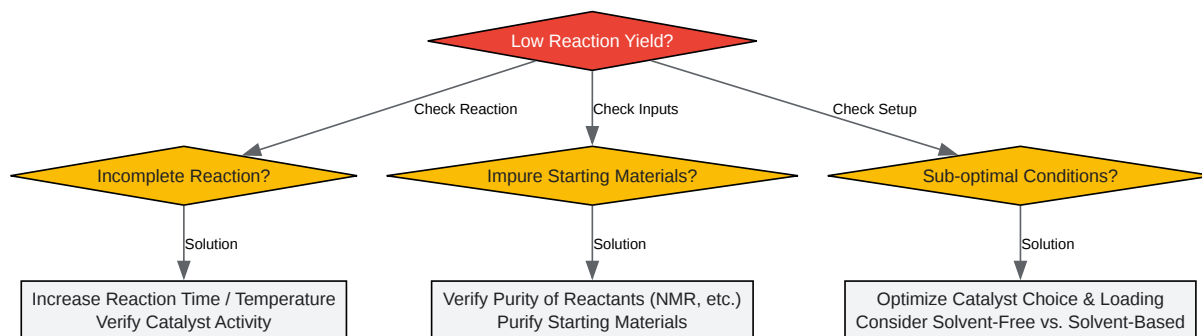 Low Reaction Yield?
Check Reaction
Check Inputs
Check Setup
Incomplete Reaction?
Impure Starting Materials?
Sub-optimal Conditions?
Solution
Solution
Solution
Increase Reaction Time / Temperature
Verify Catalyst Activity
Verify Purity of Reactants (NMR, etc.)
Purify Starting Materials
Optimize Catalyst Choice & Loading
Consider Solvent-Free vs. Solvent-Based